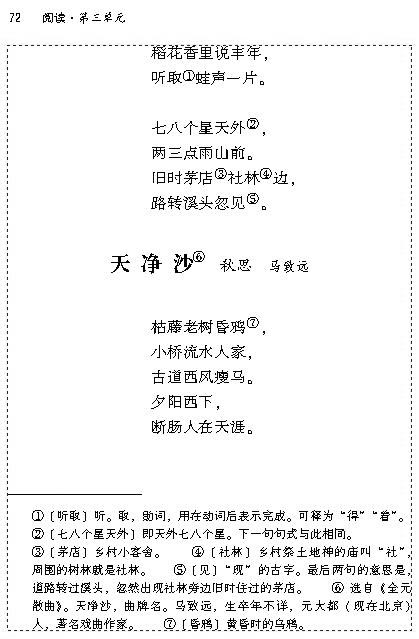 72 阅读·第三单元
稻花香里说丰年，
听取①蛙声一片。
七八个星天外②，
两三点雨山前。
旧时茅店③社林④边，
路转溪头忽见⑤。
天净沙⑥ 秋思 马致远
枯藤老树昏鸦⑦，
小桥流水人家，
古道西风瘦马。
夕阳西下，
断肠人在天涯。
①〔听取〕听。取，助词，用在动词后表示完成。可释为“得”“着”。
②〔七八个星天外〕即天外七八个星。下一句句式与此相同。
③〔茅店〕乡村小客舍。 ④〔社林〕乡村祭土地神的庙叫“社”，
周围的树林就是社林。 ⑤〔见〕“现”的古字。最后两句的意思是，
道路转过溪头，忽然出现社林旁边旧时住过的茅店。 ⑥ 选自《全元
散曲》。天净沙，曲牌名。马致远，生卒年不详，元大都（现在北京）
人，著名戏曲作家。 ⑦〔昏鸦〕黄昏时的乌鸦。